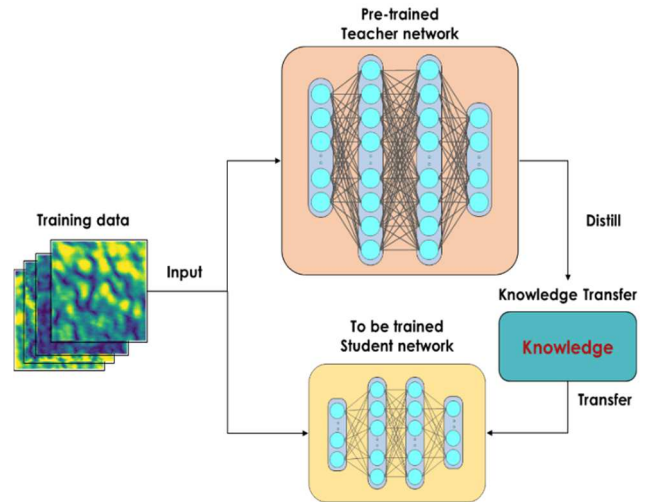 Pre-trained
Teacher network
Training data
Input
Distill
Knowledge Transfer
To be trained
Student network
Knowledge
Transfer